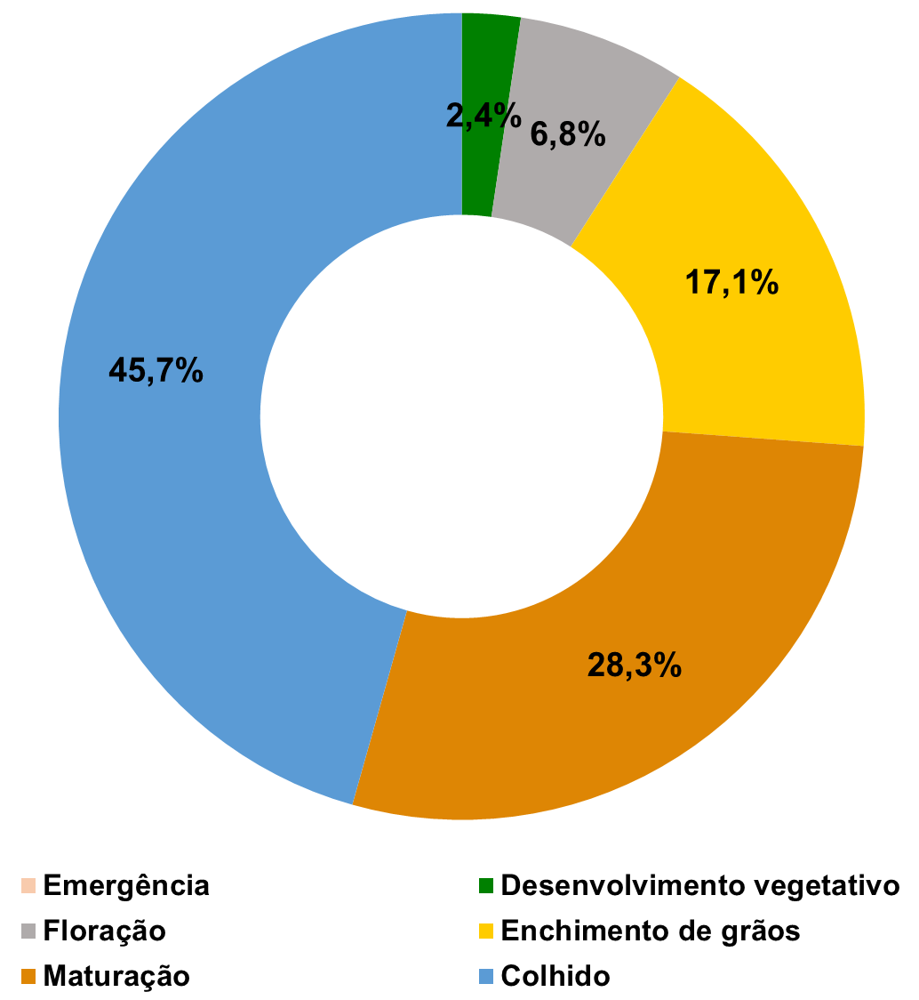 2,4%
6,8%
17,1%
45,7%
28,3%
Emergência
Desenvolvimento vegetativo
Floração
Enchimento de grãos
Maturação
Colhido